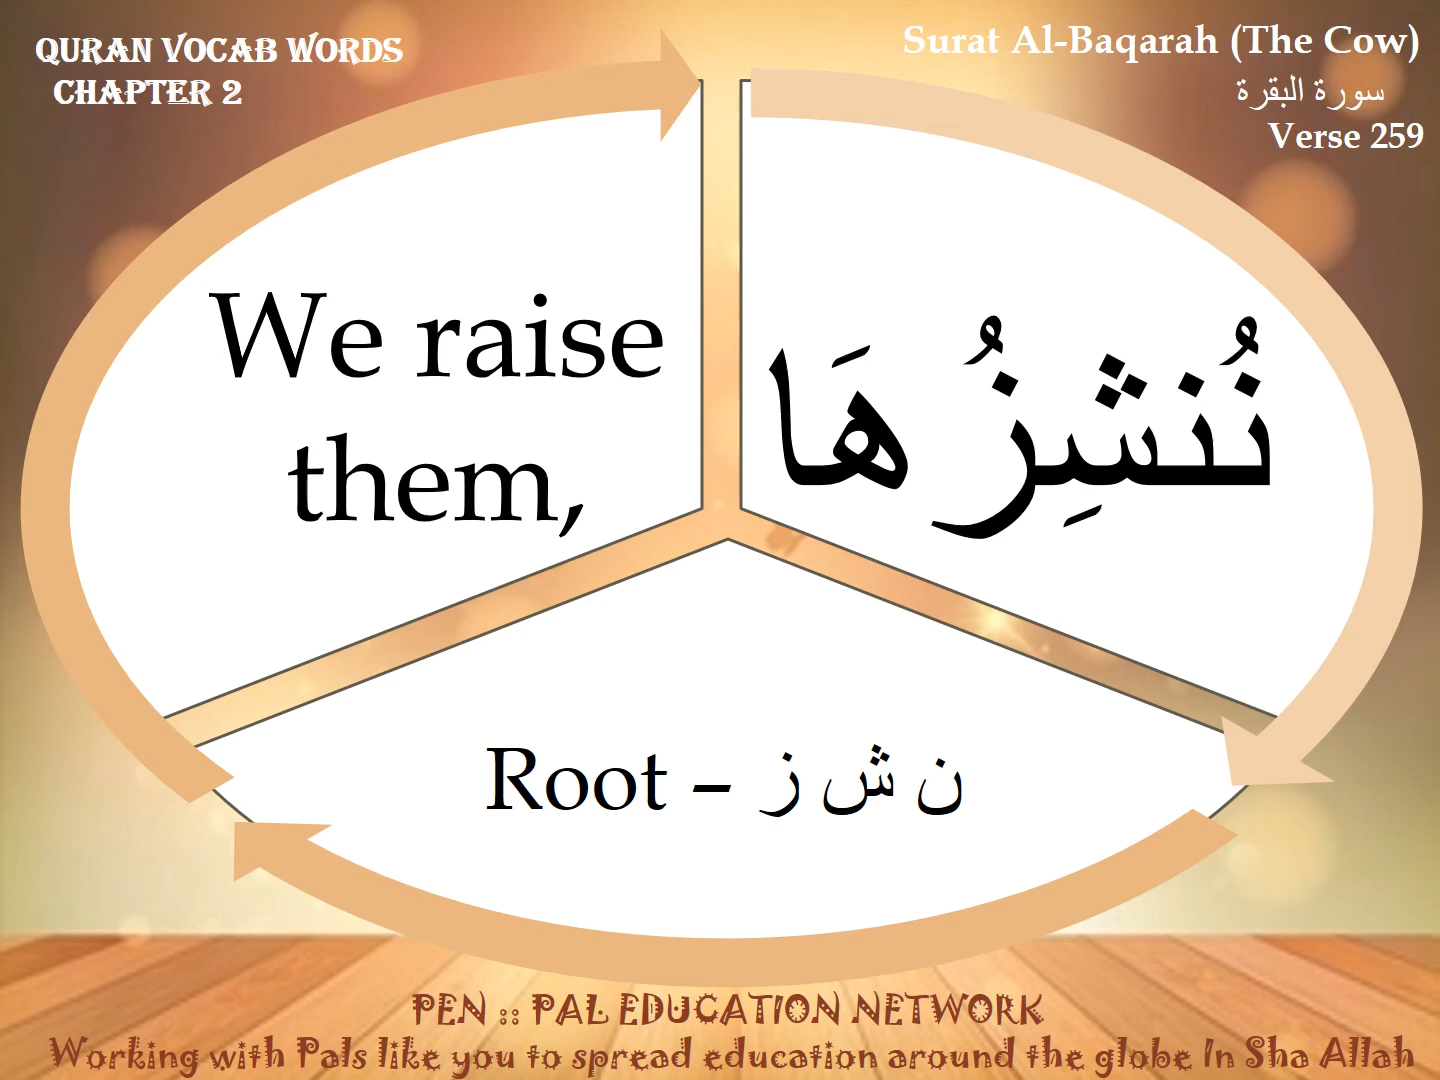 QURAN VOCAB WORDS
CHAPTER 2
Surat Al-Baqarah (The Cow)
سورة البقرة
Verse 259
We raise
them,
نُنشِزُهَا
Root – ن ش ز
PEN :: PAL EDUCATION NETWORK
Working with Pals like you to spread education around the globe In Sha Allah